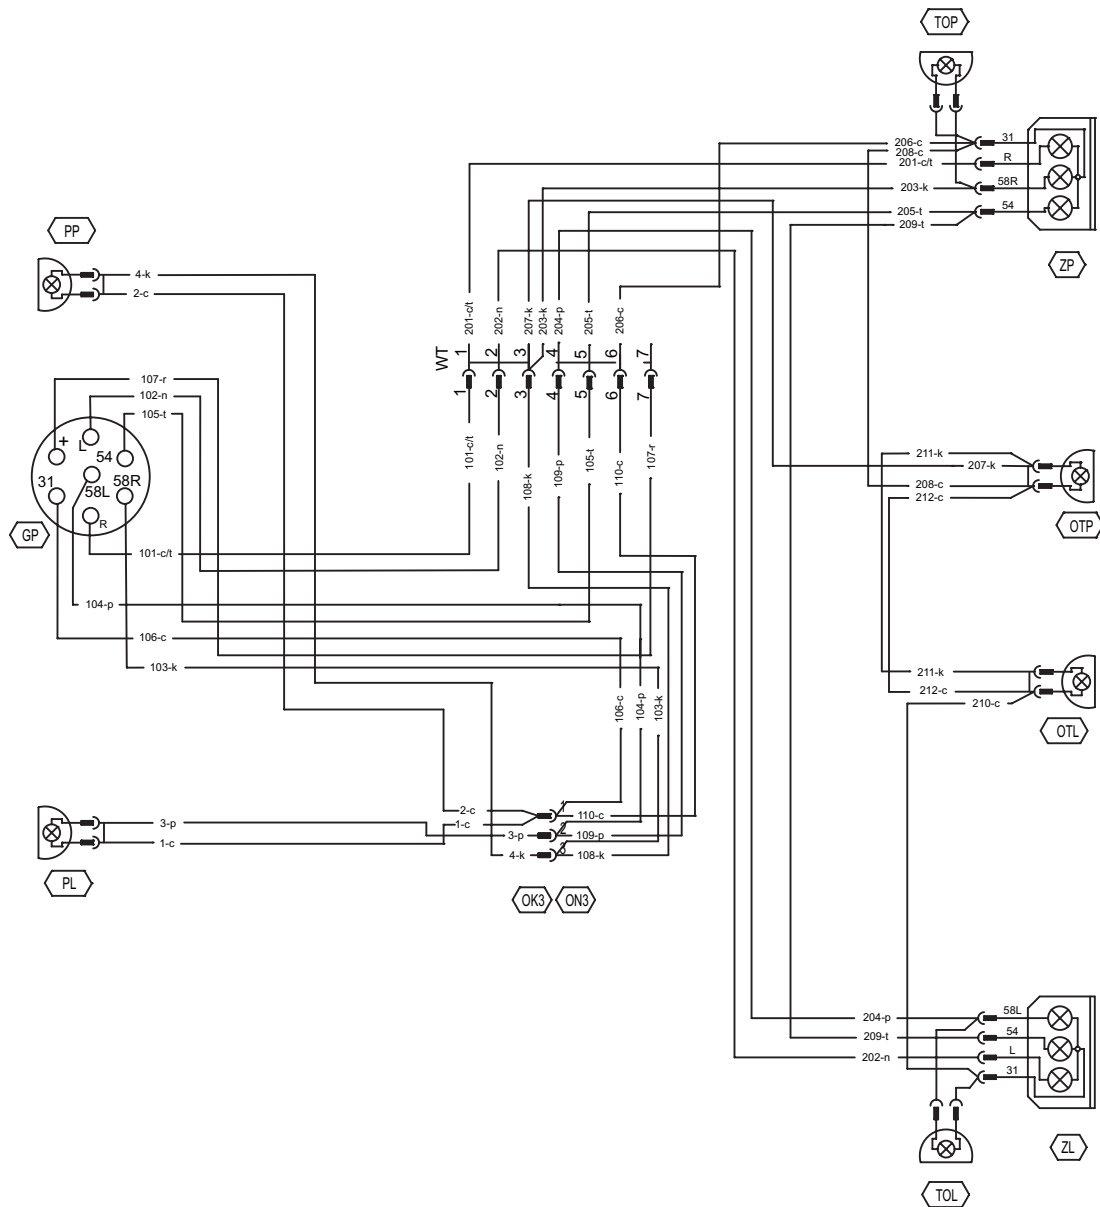 TOP
206-c
208-c
201-c/t
203-k
205-t
209-t
31
R
58R
54
ZP
PP
4-k
2-c
WT
201-c/t
202-n
207-k
203-k
204-p
205-t
206-c
1
2
3
4
5
6
7
1
2
3
4
5
6
7
101-c/t
102-n
108-k
109-p
105-t
110-c
107-r
107-r
102-n
105-t
+
L
54
31
58L
58R
R
GP
101-c/t
104-p
106-c
103-k
211-k
207-k
208-c
212-c
OTP
211-k
212-c
210-c
OTL
106-c
104-p
103-k
3-p
1-c
PL
2-c
1-c
3-p
4-k
1
2
3
110-c
109-p
108-k
OK3
ON3
204-p
209-t
202-n
58L
54
L
31
ZL
TOL